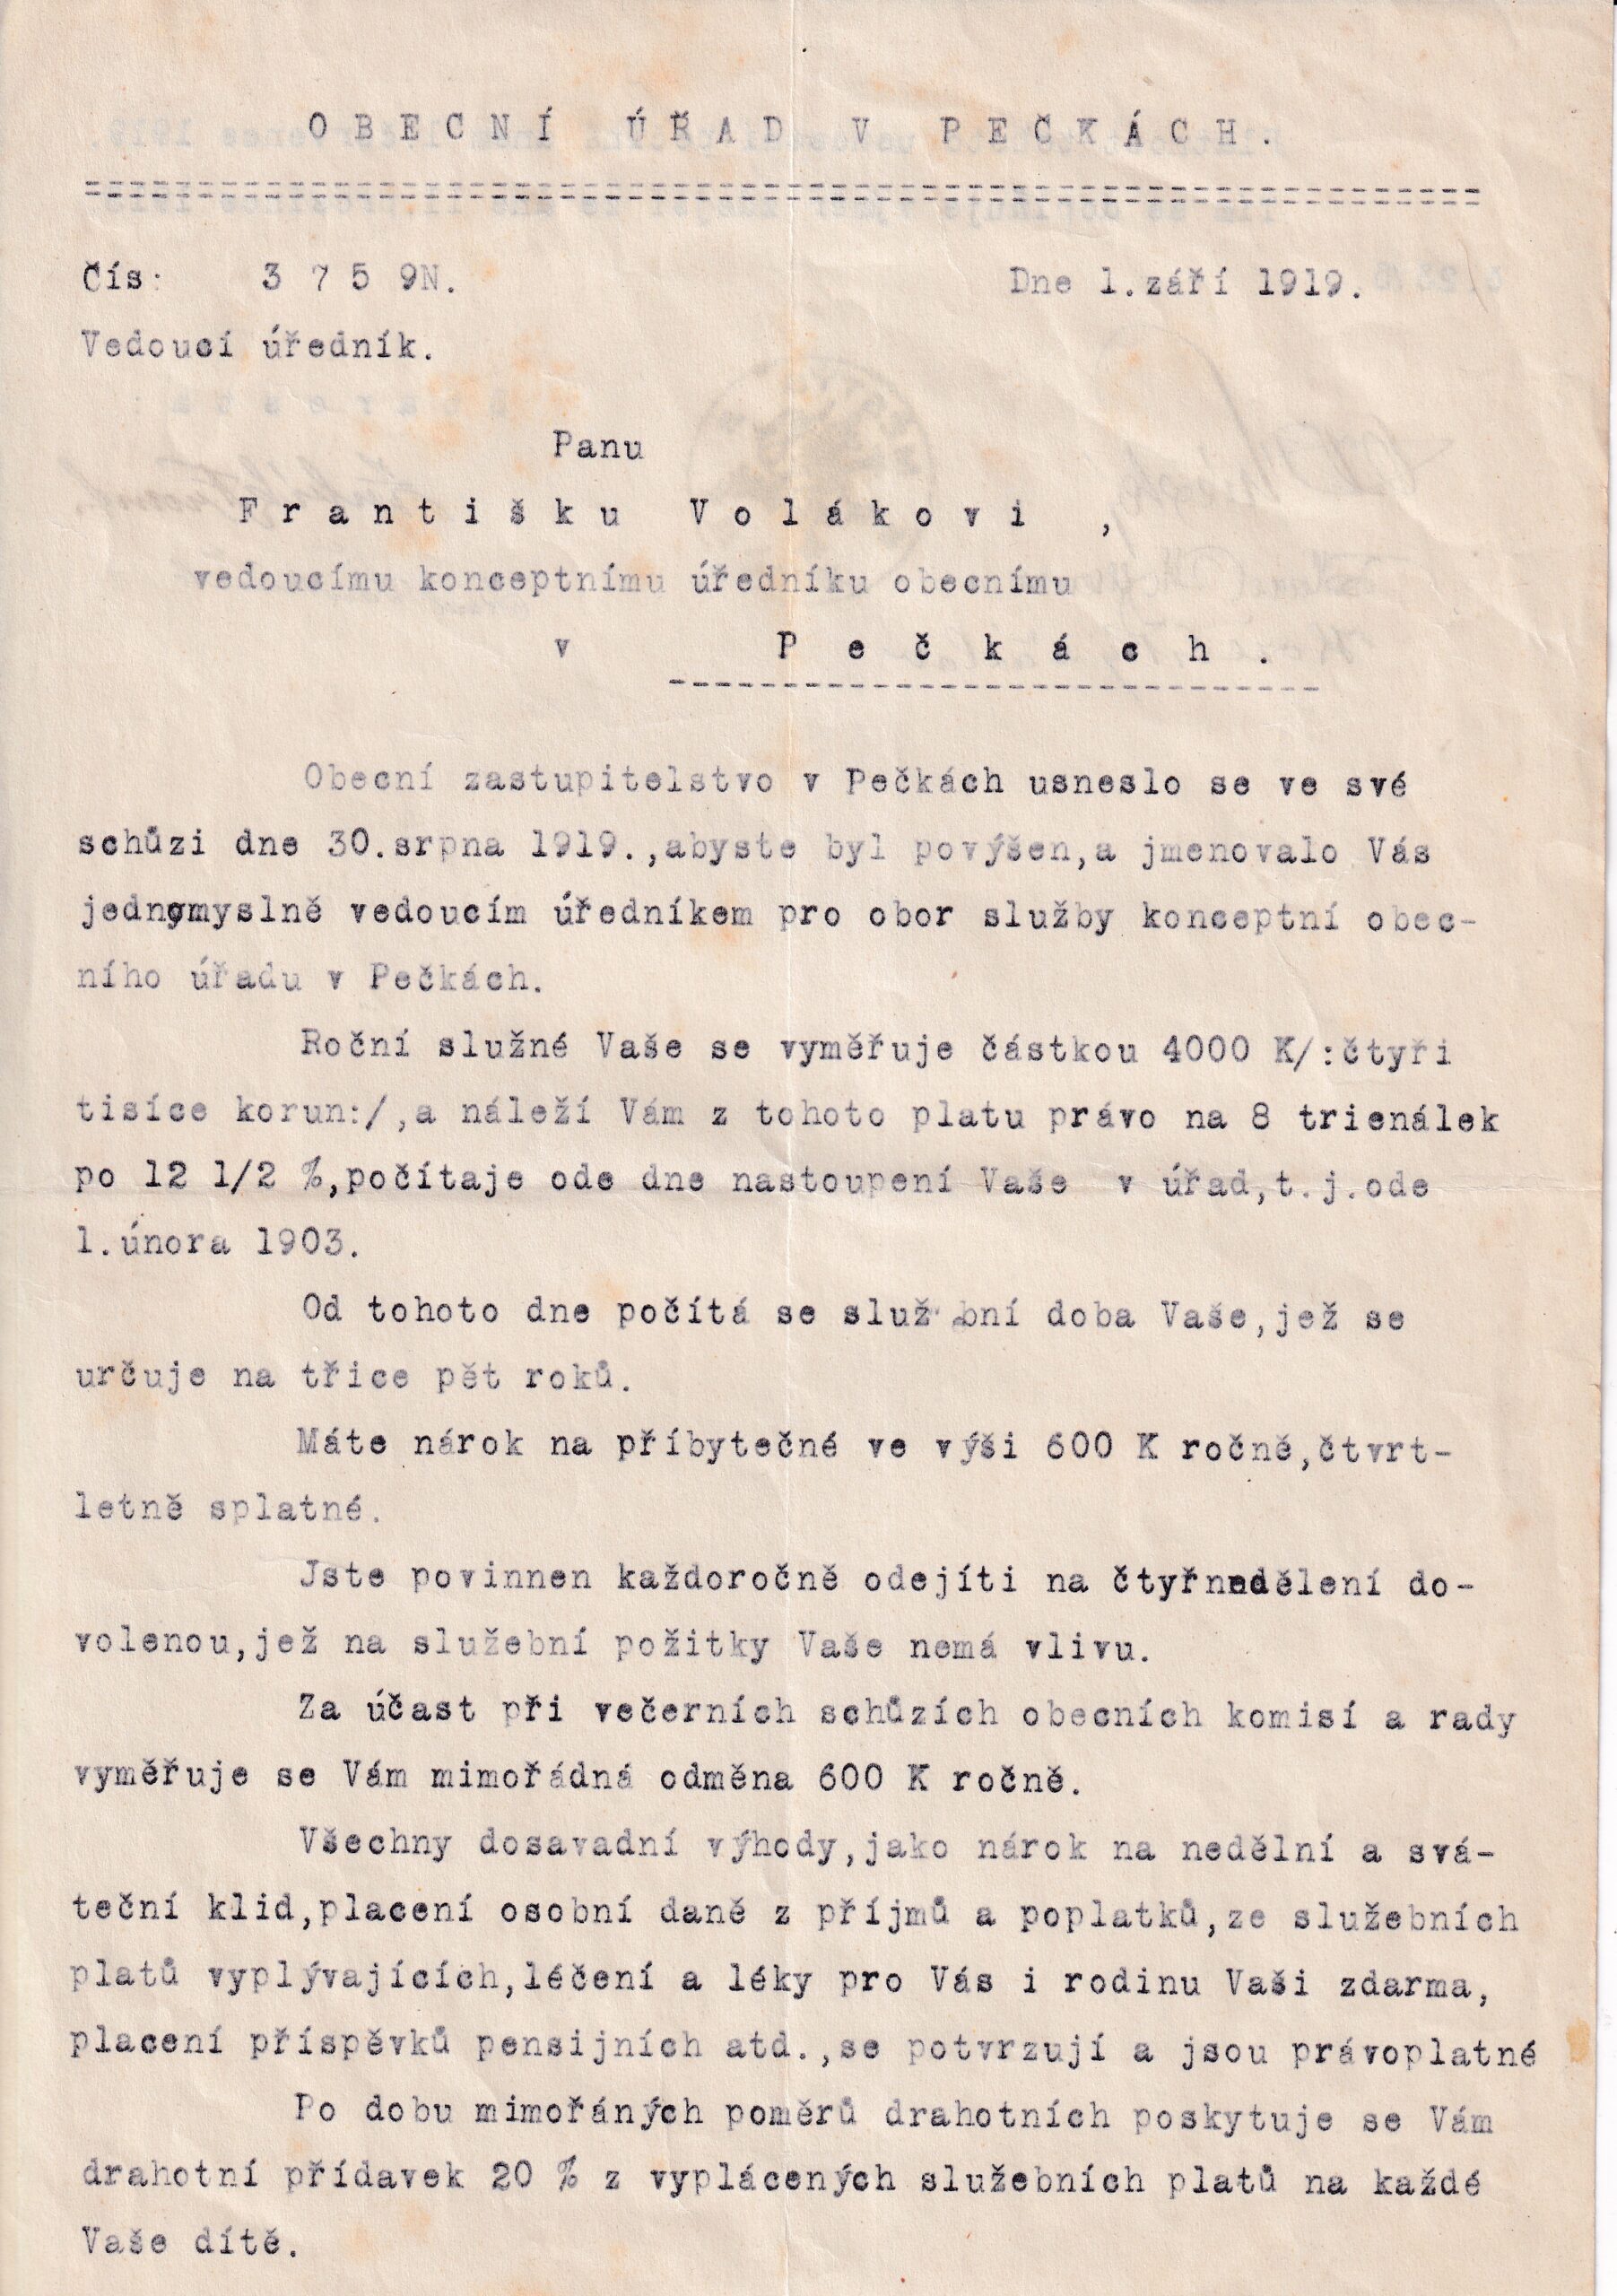 OBECNÍ ÚŘAD V PEČKÁCH.
Čís: 3759N. Dne 1.září 1919.
Vedoucí úředník.
Panu
Františku Volákovi ,
vedoucímu konceptnímu úředníku obecnímu
v Pečkách.
Obecní zastupitelstvo v Pečkách usneslo se ve své
schůzi dne 30.srpna 1919.,abyste byl povýšen,a jmenovalo Vás
jednomyslně vedoucím úředníkem pro obor služby konceptní obec-
ního úřadu v Pečkách.
Roční služné Vaše se vyměřuje částkou 4000 K/:čtyři
tisíce korun:/,a náleží Vám z tohoto platu právo na 8 trienálek
po 12 1/2 %,počítaje ode dne nastoupení Vaše v úřad,t.j.ode
1.února 1903.
Od tohoto dne počítá se služební doba Vaše,jež se
určuje na třice pět roků.
Máte nárok na příbytečné ve výši 600 K ročně,čtvrt-
letně splatné.
Jste povinnen každoročně odejíti na čtyřnedělení do-
volenou,jež na služební požitky Vaše nemá vlivu.
Za účast při večerních schůzích obecních komisí a rady
vyměřuje se Vám mimořádná odměna 600 K ročně.
Všechny dosavadní výhody,jako nárok na nedělní a svá-
teční klid,placení osobní daně z příjmů a poplatků,ze služebních
platů vyplývajících,léčení a léky pro Vás i rodinu Vaši zdarma,
placení příspěvků pensijních atd.,se potvrzují a jsou právoplatné
Po dobu mimořáných poměrů drahotních poskytuje se Vám
drahotní přídavek 20 % z vyplácených služebních platů na každé
Vaše dítě.